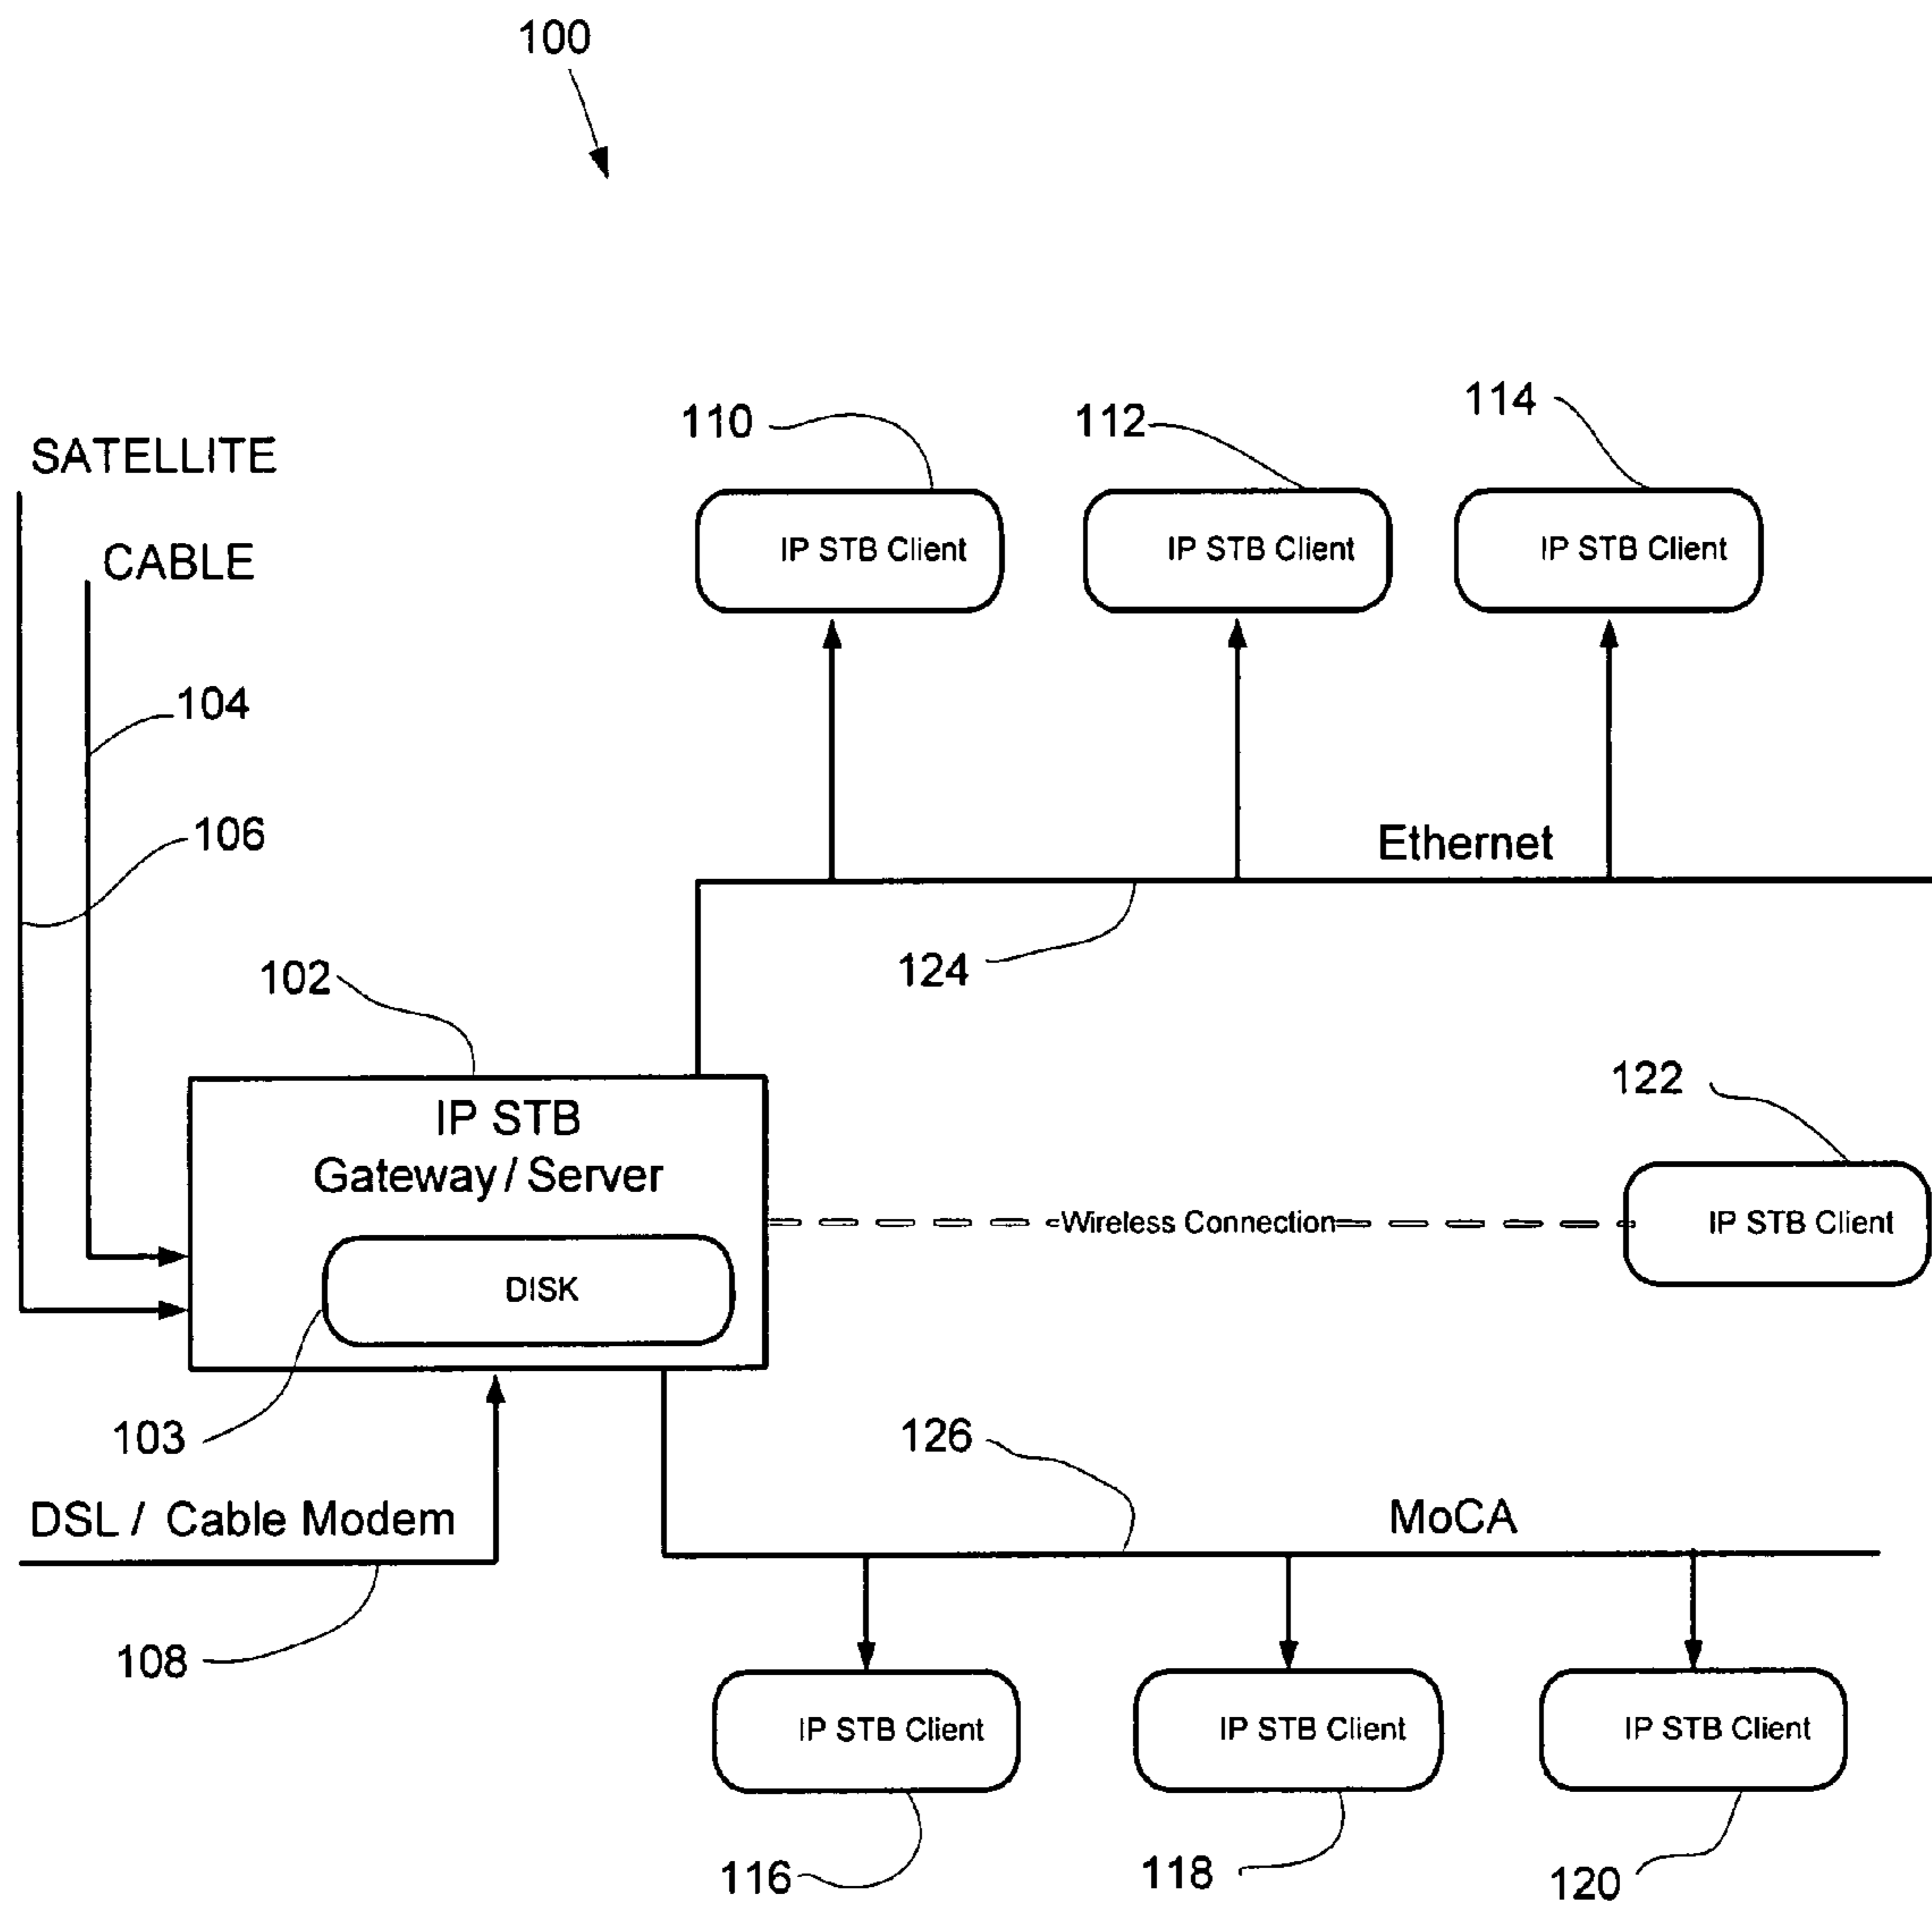 100
110
112
114
SATELLITE
IP STB Client
IP STB Client
IP STB Client
CABLE
104
106
Ethernet
124
102
122
IP STB
Gateway / Server
Wireless Connection
IP STB Client
DISK
103
126
DSL / Cable Modem
MoCA
108
IP STB Client
IP STB Client
IP STB Client
116
118
120